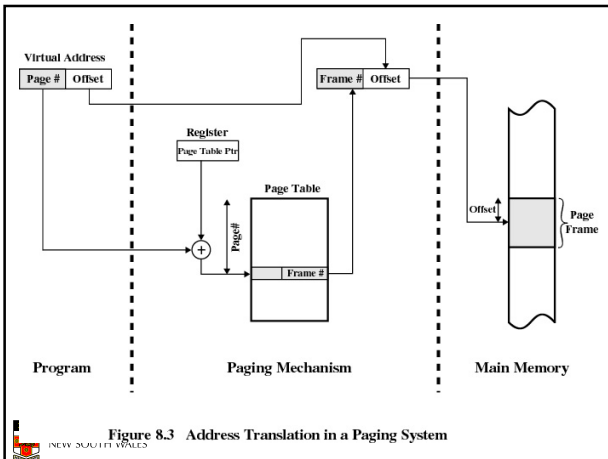 Virtual Address
Page # Offset
Frame # Offset
Register
Page Table Ptr
Page Table
Page#
+
Frame #
Offset
Page
Frame
Program
Paging Mechanism
Main Memory
Figure 8.3 Address Translation in a Paging System
NEW SOUTH WALES